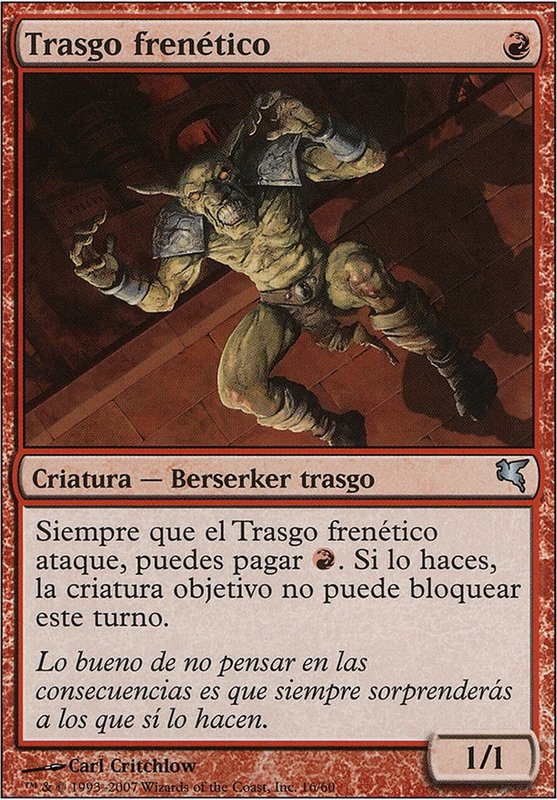 Trasgo frenético
Criatura — Berserker trasgo
Siempre que el Trasgo frenético
ataque, puedes pagar . Si lo haces,
la criatura objetivo no puede bloquear
este turno.
Lo bueno de no pensar en las
consecuencias es que siempre sorprenderás
a los que sí lo hacen.
1/1
Carl Critchlow
™ & © 1993–2007 Wizards of the Coast, Inc. 16/60